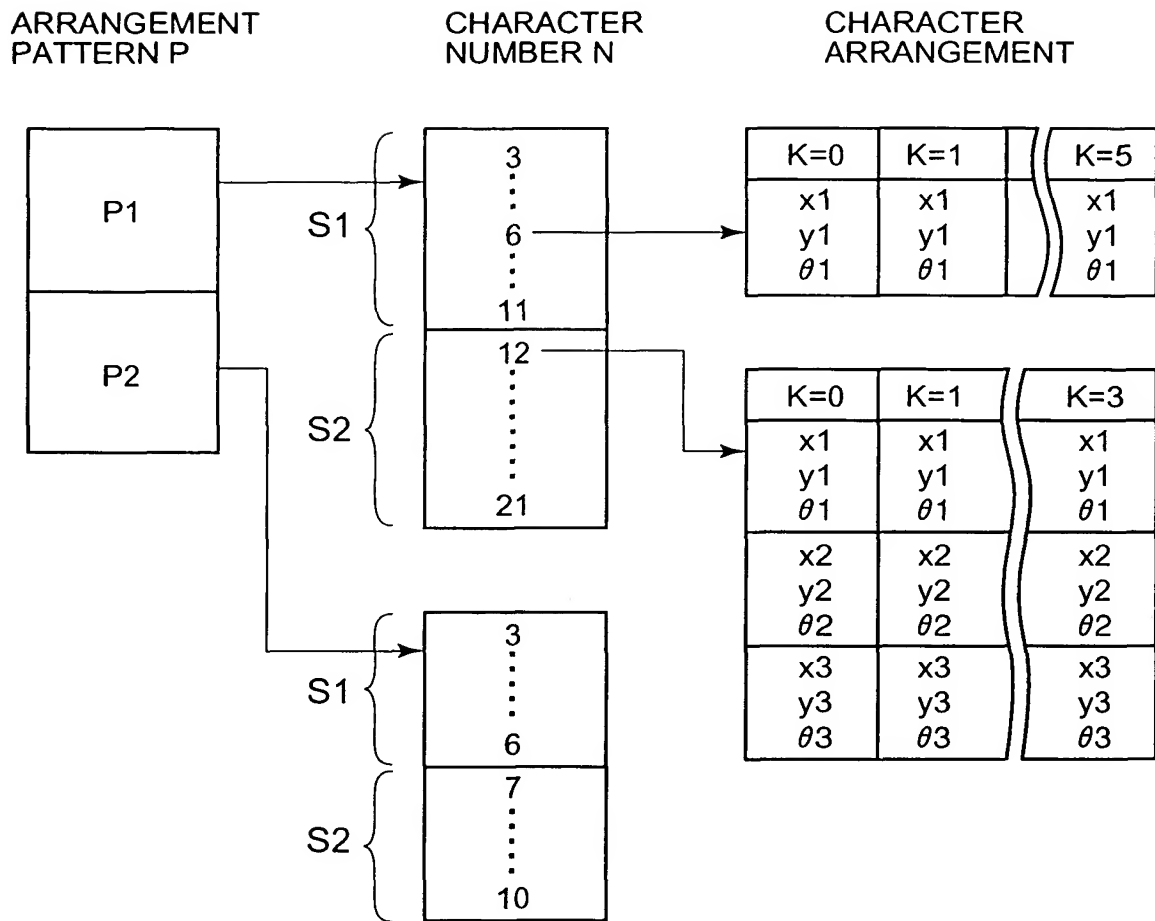 ARRANGEMENT
PATTERN P
CHARACTER
NUMBER N
CHARACTER
ARRANGEMENT
P1
P2
S1
3
6
11
S2
12
21
S1
3
6
S2
7
10
K=0 K=1 K=5
x1 x1 x1
y1 y1 y1
θ1 θ1 θ1
K=0 K=1 K=3
x1 x1 x1
y1 y1 y1
θ1 θ1 θ1
x2 x2 x2
y2 y2 y2
θ2 θ2 θ2
x3 x3 x3
y3 y3 y3
θ3 θ3 θ3